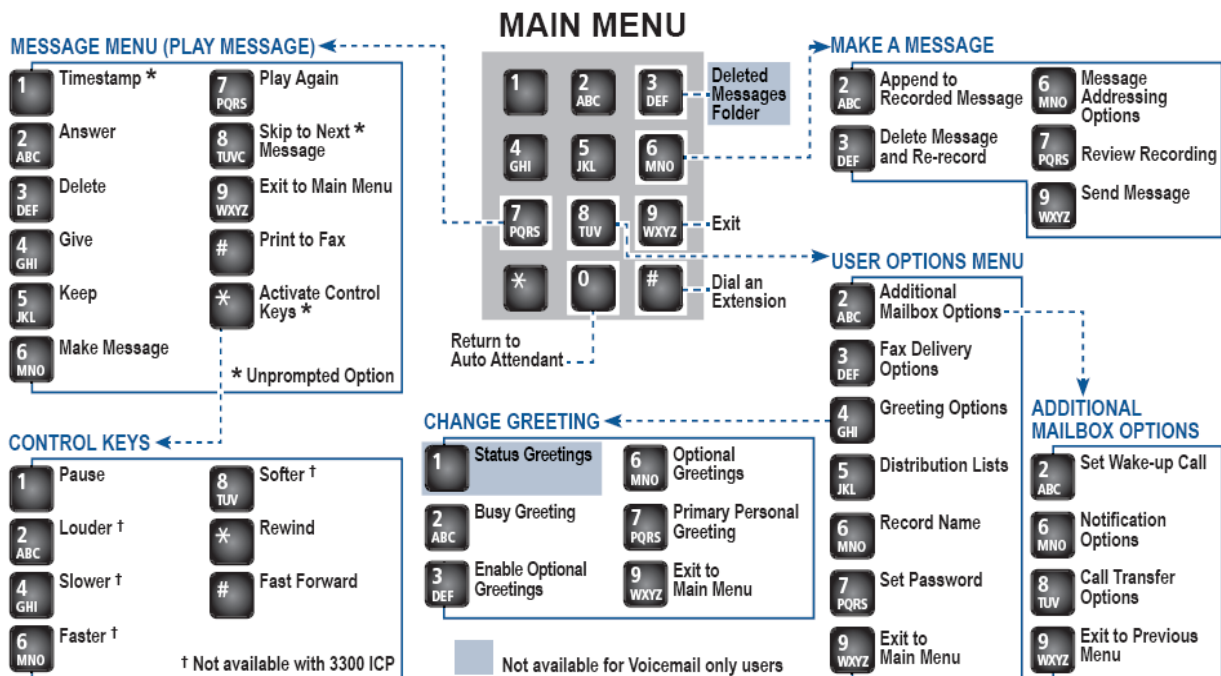 MAIN MENU
MESSAGE MENU (PLAY MESSAGE)
1
Timestamp *
2
ABC
Answer
3
DEF
Delete
4
GHI
Give
5
JKL
Keep
6
MNO
Make Message
7
PQRS
Play Again
8
TUVC
Skip to Next *
Message
9
WXYZ
Exit to Main Menu
#
Print to Fax
*
Activate Control
Keys *
* Unprompted Option
1
2
ABC
3
DEF
Deleted
Messages
Folder
4
GHI
5
JKL
6
MNO
7
PQRS
8
TUV
9
WXYZ
Exit
*
0
#
Dial an
Extension
Return to
Auto Attendant
MAKE A MESSAGE
2
ABC
Append to
Recorded Message
3
DEF
Delete Message
and Re-record
6
MNO
Message
Addressing
Options
7
PQRS
Review Recording
9
WXYZ
Send Message
CONTROL KEYS
1
Pause
2
ABC
Louder †
4
GHI
Slower †
6
MNO
Faster †
8
TUV
Softer †
*
Rewind
#
Fast Forward
† Not available with 3300 ICP
CHANGE GREETING
1
Status Greetings
2
ABC
Busy Greeting
3
DEF
Enable Optional
Greetings
6
MNO
Optional
Greetings
7
PQRS
Primary Personal
Greeting
9
WXYZ
Exit to
Main Menu
Not available for Voicemail only users
USER OPTIONS MENU
2
ABC
Additional
Mailbox Options
3
DEF
Fax Delivery
Options
4
GHI
Greeting Options
5
JKL
Distribution Lists
6
MNO
Record Name
7
PQRS
Set Password
9
WXYZ
Exit to
Main Menu
ADDITIONAL
MAILBOX OPTIONS
2
ABC
Set Wake-up Call
6
MNO
Notification
Options
8
TUV
Call Transfer
Options
9
WXYZ
Exit to Previous
Menu